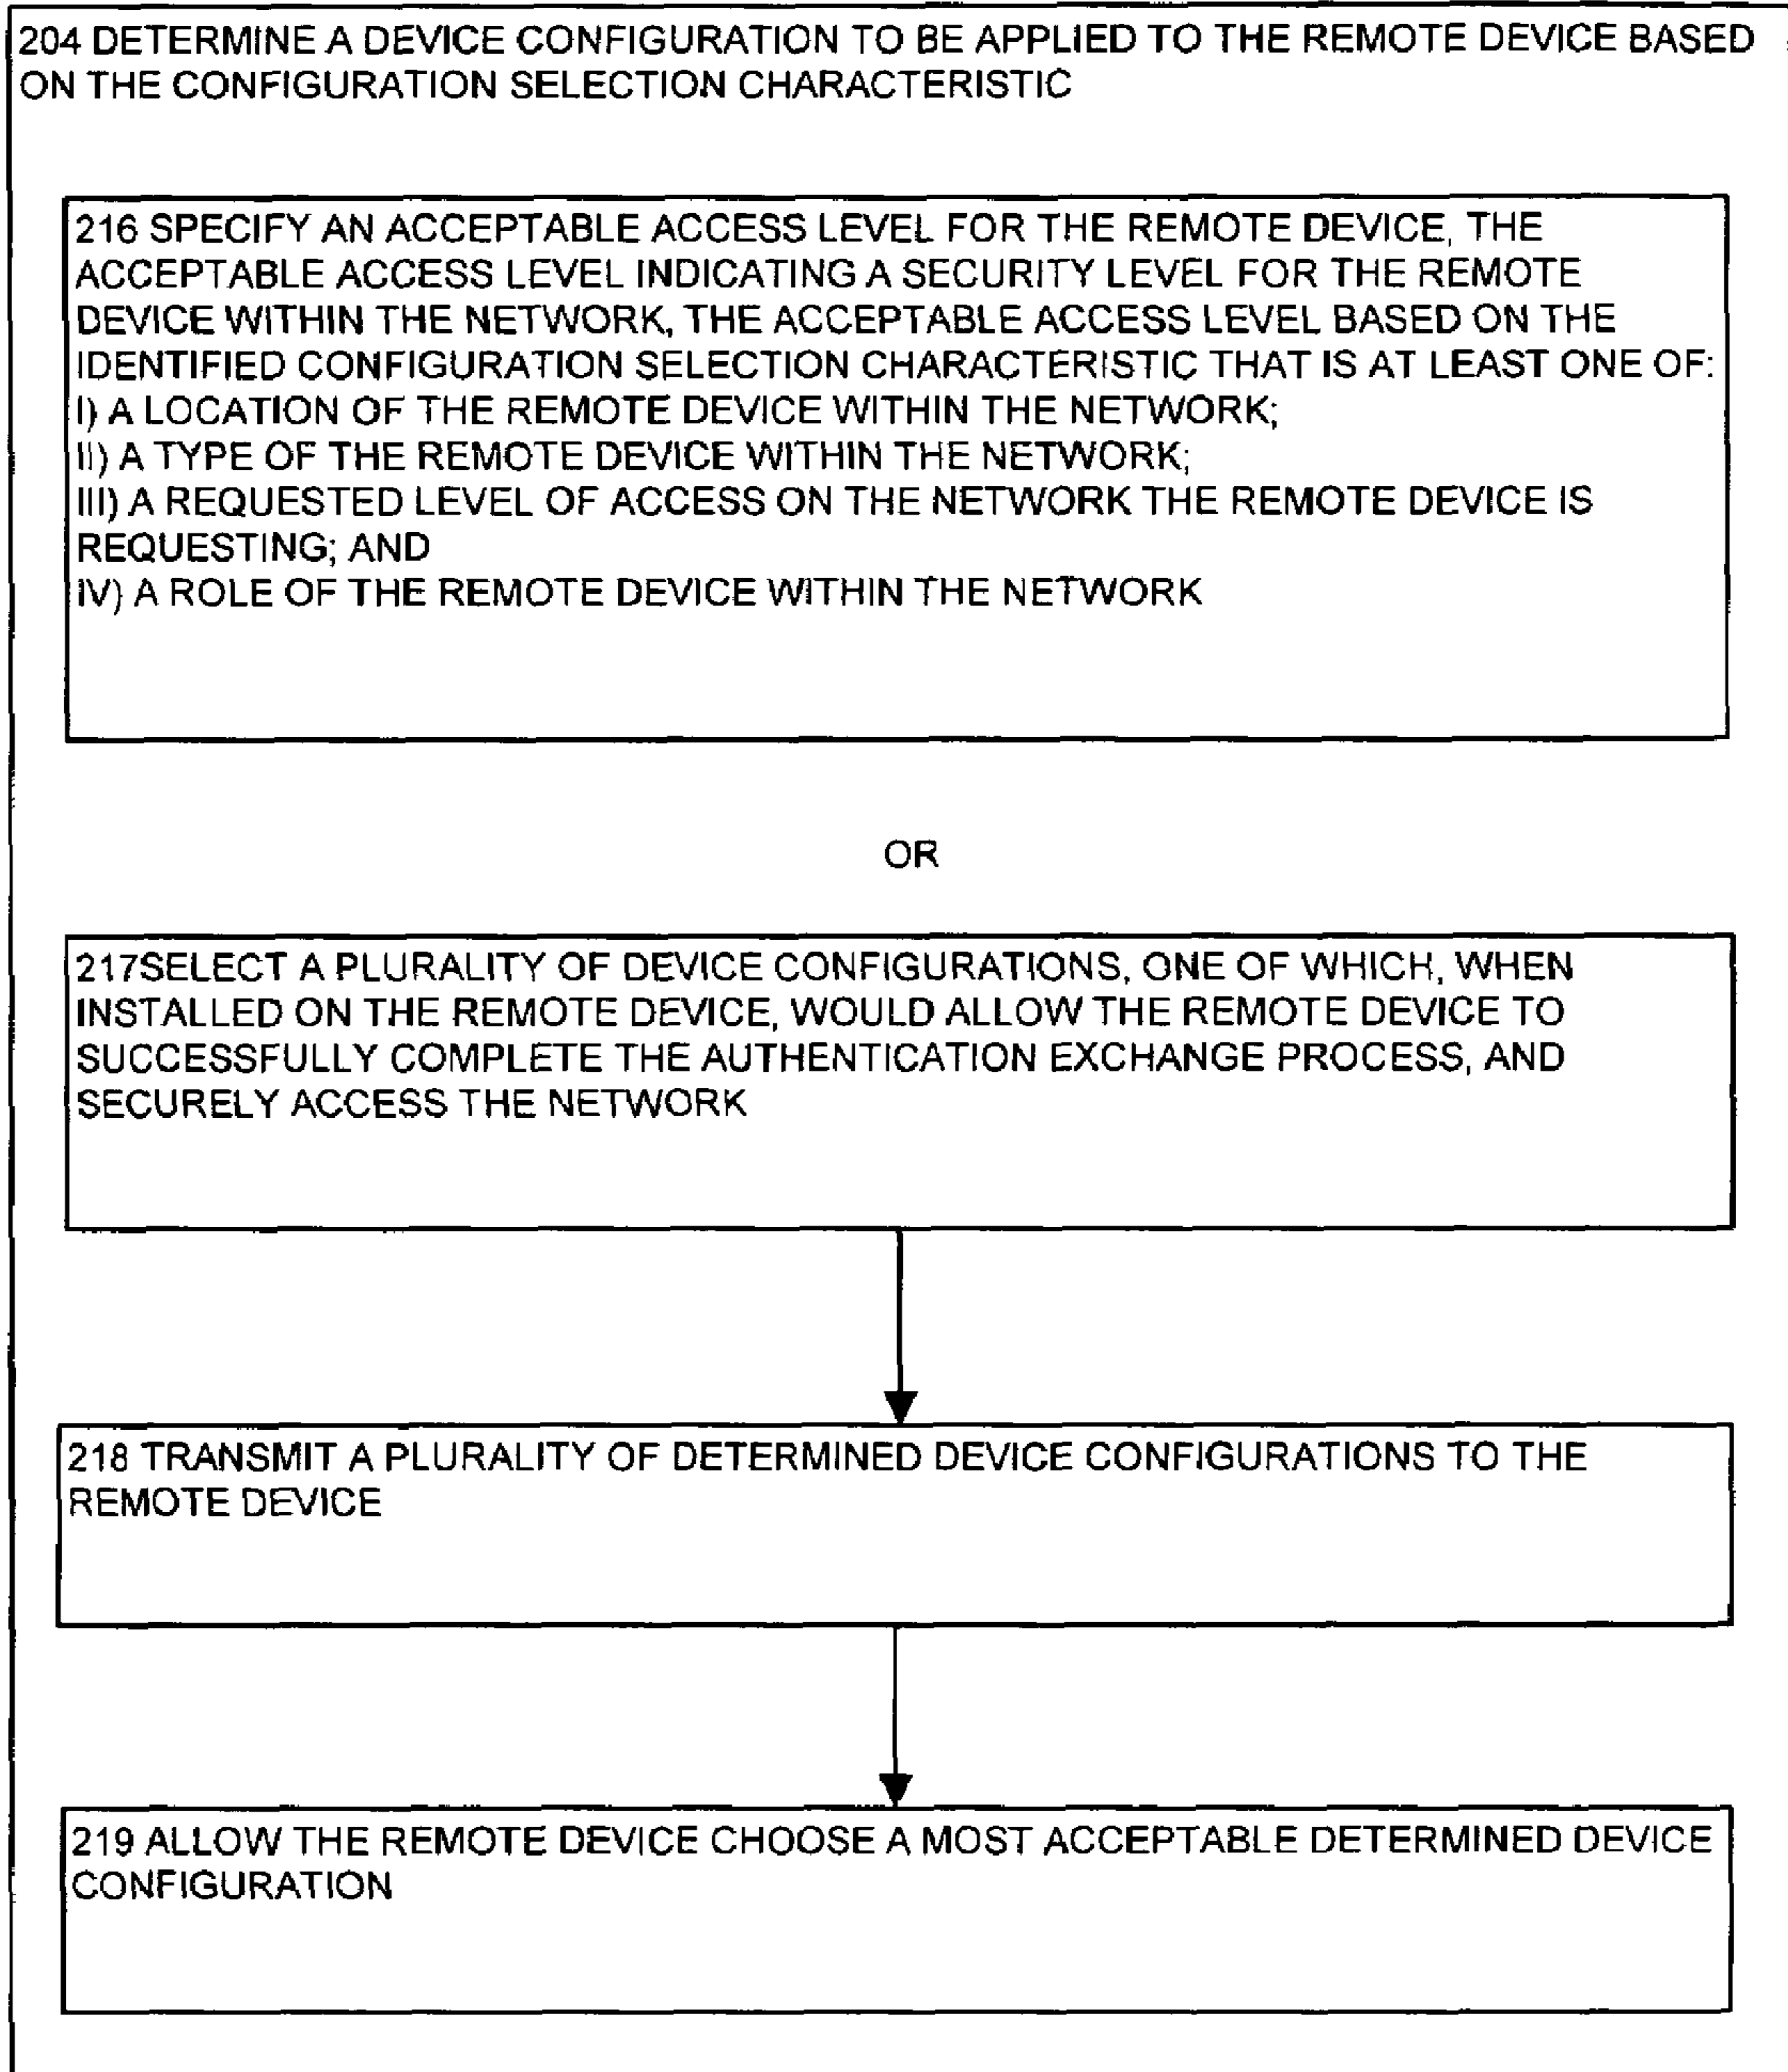 204 DETERMINE A DEVICE CONFIGURATION TO BE APPLIED TO THE REMOTE DEVICE BASED
ON THE CONFIGURATION SELECTION CHARACTERISTIC
216 SPECIFY AN ACCEPTABLE ACCESS LEVEL FOR THE REMOTE DEVICE, THE
ACCEPTABLE ACCESS LEVEL INDICATING A SECURITY LEVEL FOR THE REMOTE
DEVICE WITHIN THE NETWORK, THE ACCEPTABLE ACCESS LEVEL BASED ON THE
IDENTIFIED CONFIGURATION SELECTION CHARACTERISTIC THAT IS AT LEAST ONE OF:
I) A LOCATION OF THE REMOTE DEVICE WITHIN THE NETWORK;
II) A TYPE OF THE REMOTE DEVICE WITHIN THE NETWORK;
III) A REQUESTED LEVEL OF ACCESS ON THE NETWORK THE REMOTE DEVICE IS
REQUESTING; AND
IV) A ROLE OF THE REMOTE DEVICE WITHIN THE NETWORK
OR
217SELECT A PLURALITY OF DEVICE CONFIGURATIONS, ONE OF WHICH, WHEN
INSTALLED ON THE REMOTE DEVICE, WOULD ALLOW THE REMOTE DEVICE TO
SUCCESSFULLY COMPLETE THE AUTHENTICATION EXCHANGE PROCESS, AND
SECURELY ACCESS THE NETWORK
218 TRANSMIT A PLURALITY OF DETERMINED DEVICE CONFIGURATIONS TO THE
REMOTE DEVICE
219 ALLOW THE REMOTE DEVICE CHOOSE A MOST ACCEPTABLE DETERMINED DEVICE
CONFIGURATION